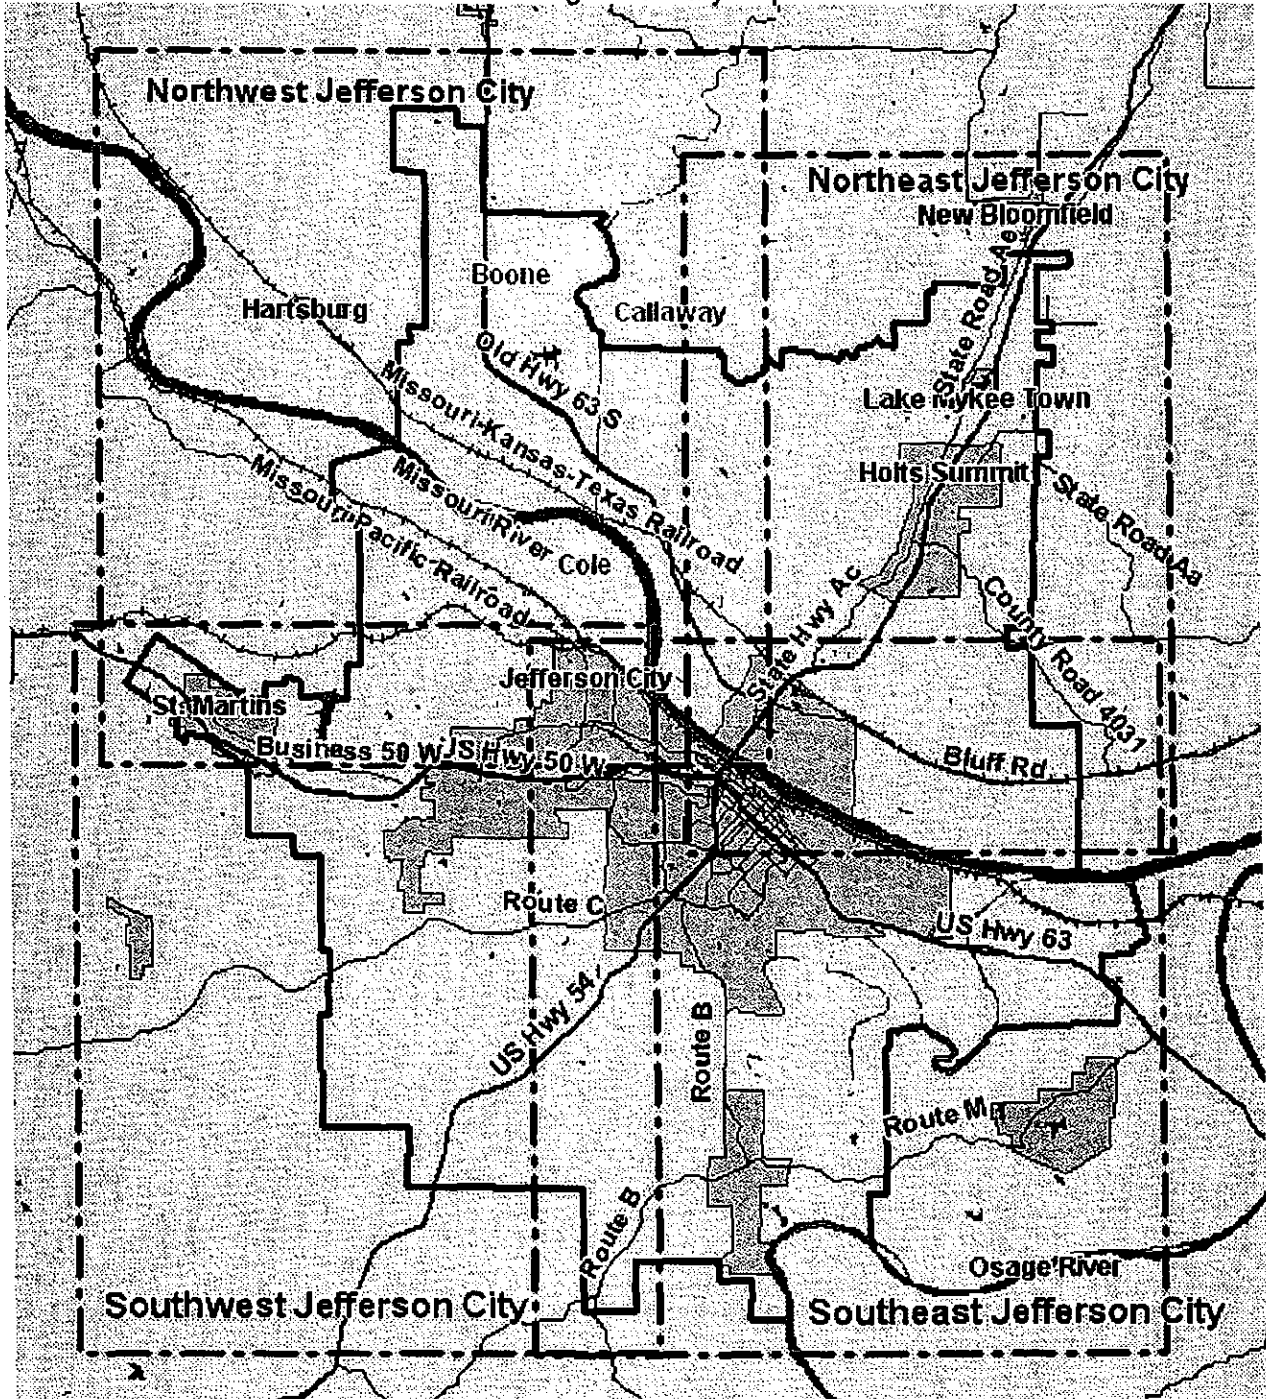 Northwest Jefferson City
Northeast Jefferson City
New Bloomfield
Boone
State Road Ae
Hartsburg
Callaway
Old Hwy 63 S
Missouri-Kansas-Texas Railroad
Lake Mykee Town
Holts Summit
Missouri-Pacific-Railroad
Missouri River
State Road Aa
Cole
State Hwy Ac
County Road 4031
Jefferson City
St. Martins
Business 50 W
US Hwy 50 W
Bluff Rd
Route C
US Hwy 63
US Hwy 54
Route B
Route M
Route B
Osage River
Southwest Jefferson City
Southeast Jefferson City